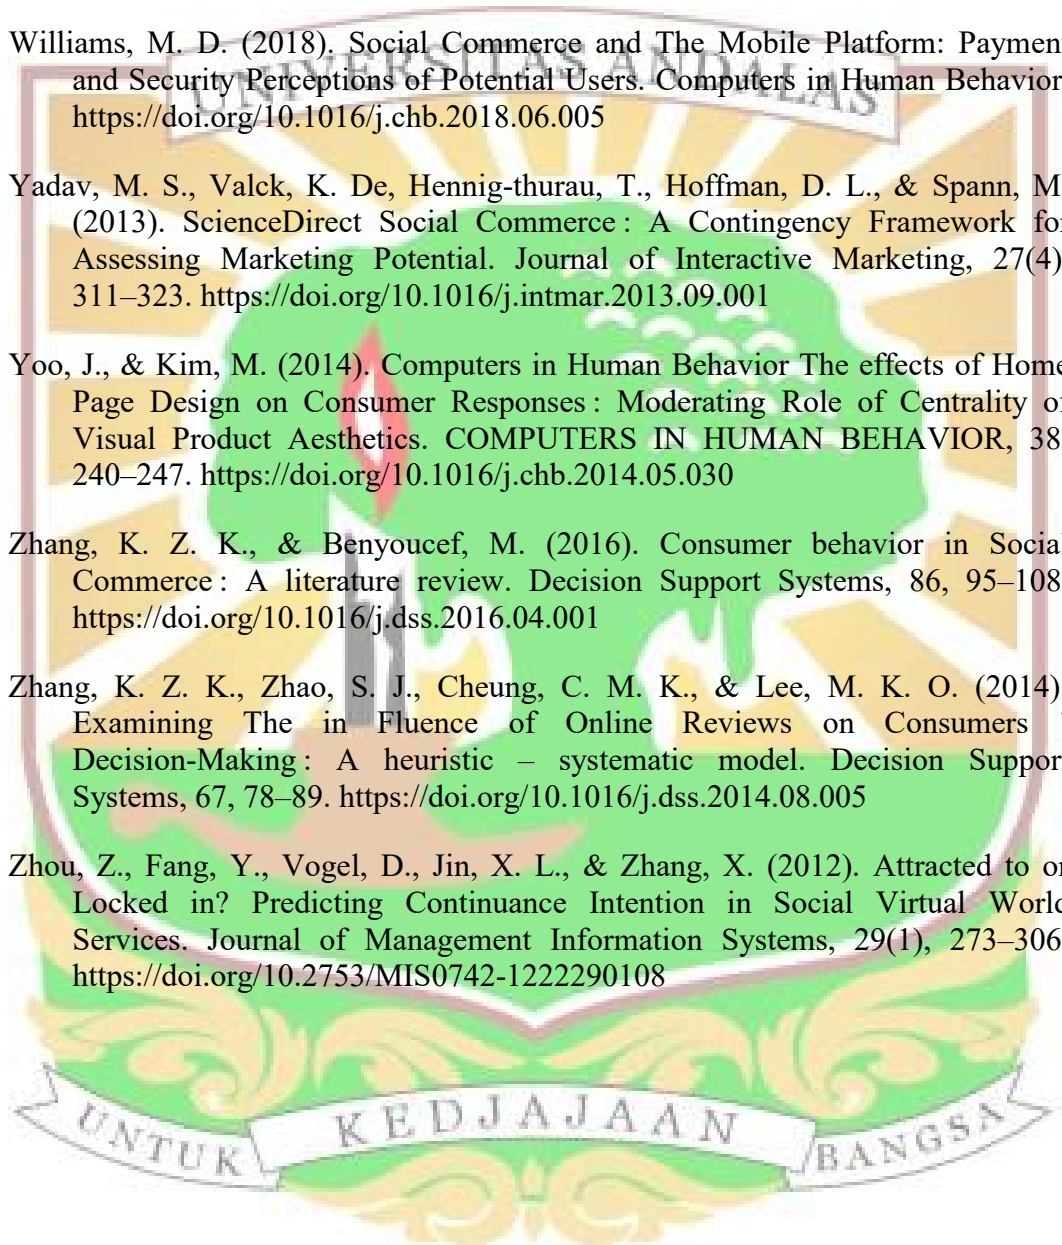 UNIVERSITAS ANDALAS
Williams, M. D. (2018). Social Commerce and The Mobile Platform: Payment
and Security Perceptions of Potential Users. Computers in Human Behavior
https://doi.org/10.1016/j.chb.2018.06.005
Yadav, M. S., Valck, K. De, Hennig-thurau, T., Hoffman, D. L., & Spann, M
(2013). ScienceDirect Social Commerce : A Contingency Framework for
Assessing Marketing Potential. Journal of Interactive Marketing, 27(4)
311–323. https://doi.org/10.1016/j.intmar.2013.09.001
Yoo, J., & Kim, M. (2014). Computers in Human Behavior The effects of Home
Page Design on Consumer Responses : Moderating Role of Centrality of
Visual Product Aesthetics. COMPUTERS IN HUMAN BEHAVIOR, 38
240–247. https://doi.org/10.1016/j.chb.2014.05.030
Zhang, K. Z. K., & Benyoucef, M. (2016). Consumer behavior in Social
Commerce : A literature review. Decision Support Systems, 86, 95–108
https://doi.org/10.1016/j.dss.2016.04.001
Zhang, K. Z. K., Zhao, S. J., Cheung, C. M. K., & Lee, M. K. O. (2014)
Examining The in Fluence of Online Reviews on Consumers '
Decision-Making : A heuristic – systematic model. Decision Support
Systems, 67, 78–89. https://doi.org/10.1016/j.dss.2014.08.005
Zhou, Z., Fang, Y., Vogel, D., Jin, X. L., & Zhang, X. (2012). Attracted to or
Locked in? Predicting Continuance Intention in Social Virtual World
Services. Journal of Management Information Systems, 29(1), 273–306
https://doi.org/10.2753/MIS0742-1222290108
UNTUK KEDJAJAAN BANGSA